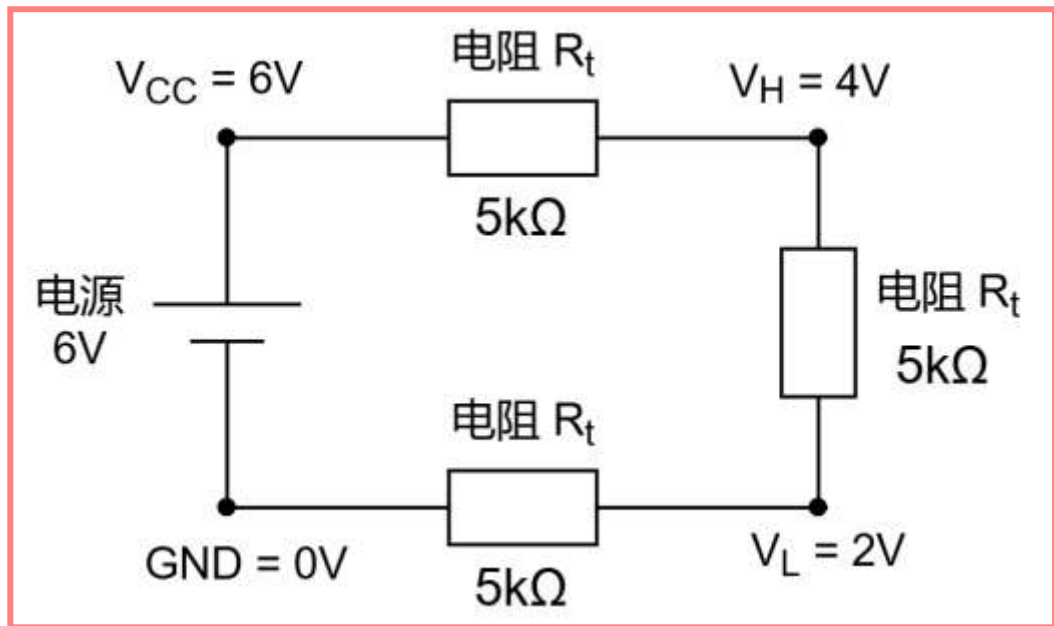 电阻 Rt
VCC = 6V
VH = 4V
5kΩ
电源
6V
电阻 Rt
5kΩ
电阻 Rt
GND = 0V
VL = 2V
5kΩ